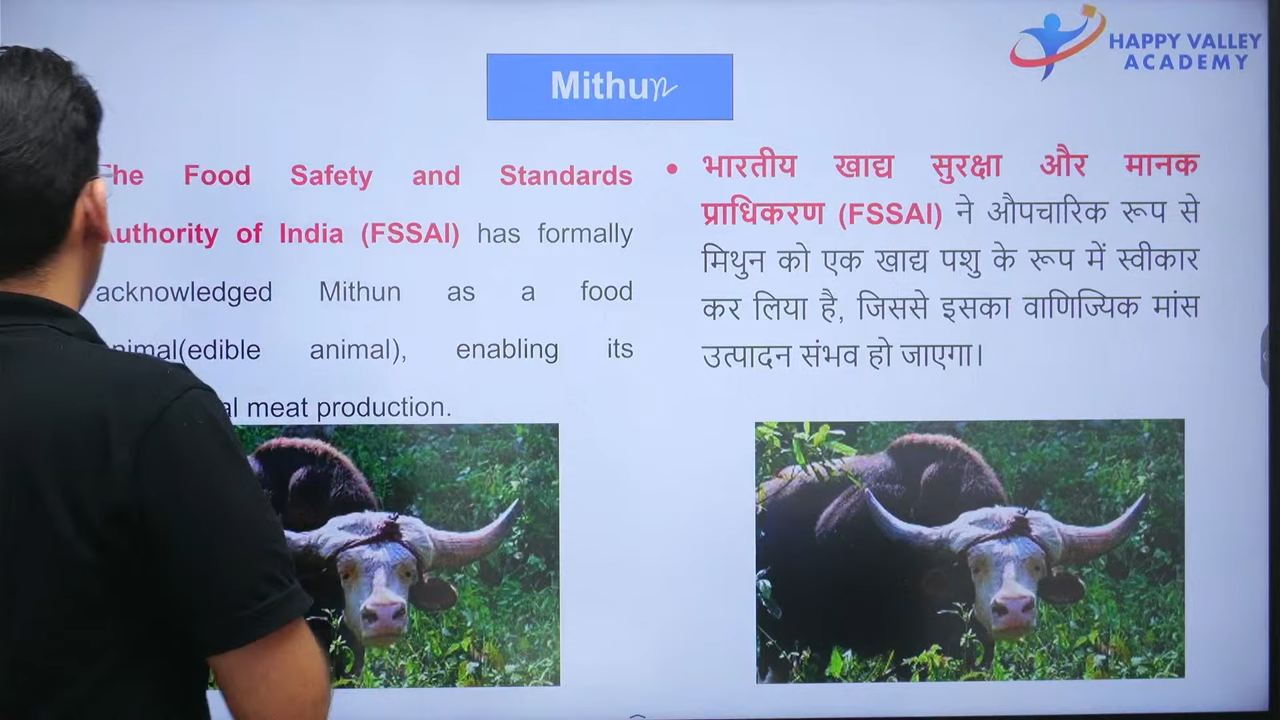 HAPPY VALLEY
ACADEMY
Mithun
The Food Safety and Standards
Authority of India (FSSAI) has formally
acknowledged Mithun as a food
animal(edible animal), enabling its
meat production.
• भारतीय खाद्य सुरक्षा और मानक
प्राधिकरण (FSSAI) ने औपचारिक रूप से
मिथुन को एक खाद्य पशु के रूप में स्वीकार
कर लिया है, जिससे इसका वाणिज्यिक मांस
उत्पादन संभव हो जाएगा।